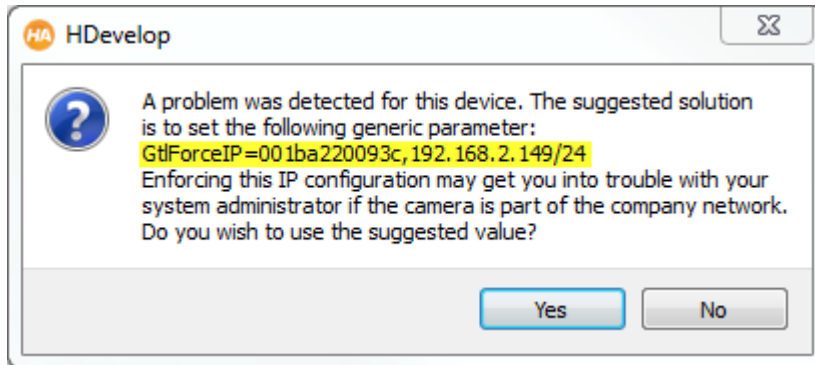 HDevelop
A problem was detected for this device. The suggested solution
is to set the following generic parameter:
GtlForceIP=001ba220093c,192.168.2.149/24
Enforcing this IP configuration may get you into trouble with your
system administrator if the camera is part of the company network.
Do you wish to use the suggested value?
Yes No